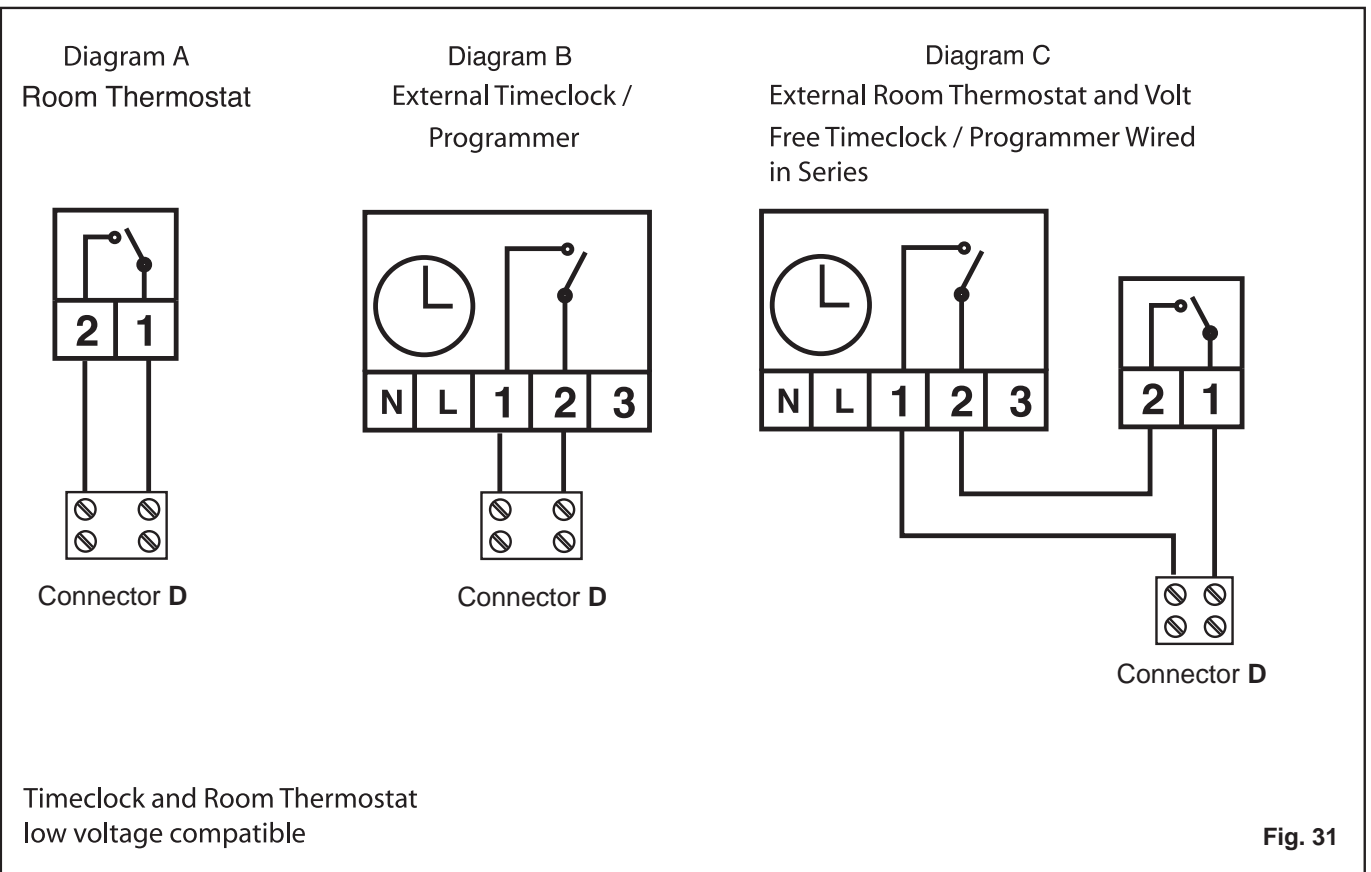 Diagram A
Room Thermostat
2 1
Connector D
Diagram B
External Timeclock /
Programmer
N L 1 2 3
Connector D
Diagram C
External Room Thermostat and Volt
Free Timeclock / Programmer Wired
in Series
N L 1 2 3
2 1
Connector D
Timeclock and Room Thermostat
low voltage compatible
Fig. 31